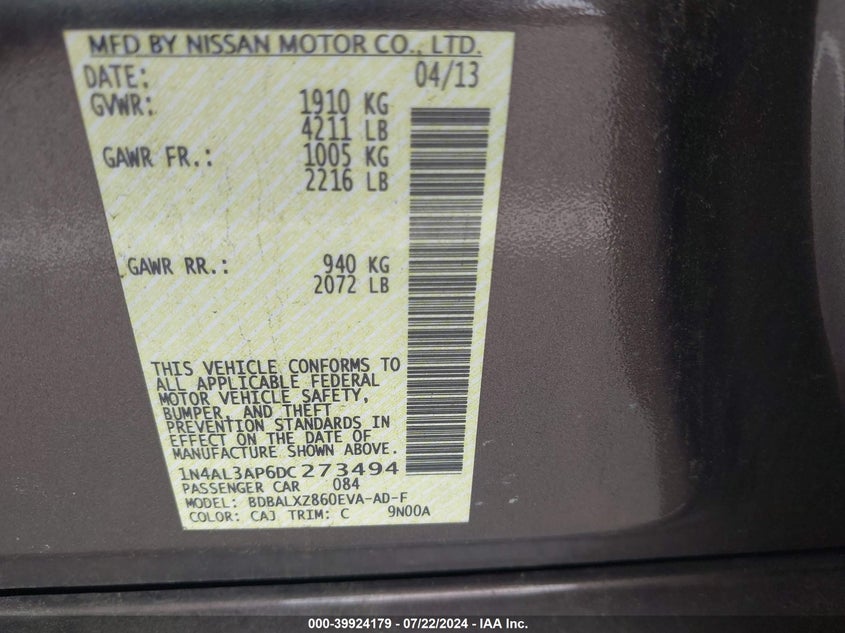 MFD BY NISSAN MOTOR CO., LTD.
DATE: 04/13
GVWR: 1910 KG
4211 LB
GAWR FR.: 1005 KG
2216 LB
GAWR RR.: 940 KG
2072 LB
THIS VEHICLE CONFORMS TO
ALL APPLICABLE FEDERAL
MOTOR VEHICLE SAFETY,
BUMPER, AND THEFT
PREVENTION STANDARDS IN
EFFECT ON THE DATE OF
MANUFACTURE SHOWN ABOVE.
1N4AL3AP6DC273494
PASSENGER CAR 084
MODEL: BDBALXZ860EVA-AD-F
COLOR: CAJ TRIM: C 9N00A
000-39924179 - 07/22/2024 - IAA Inc.